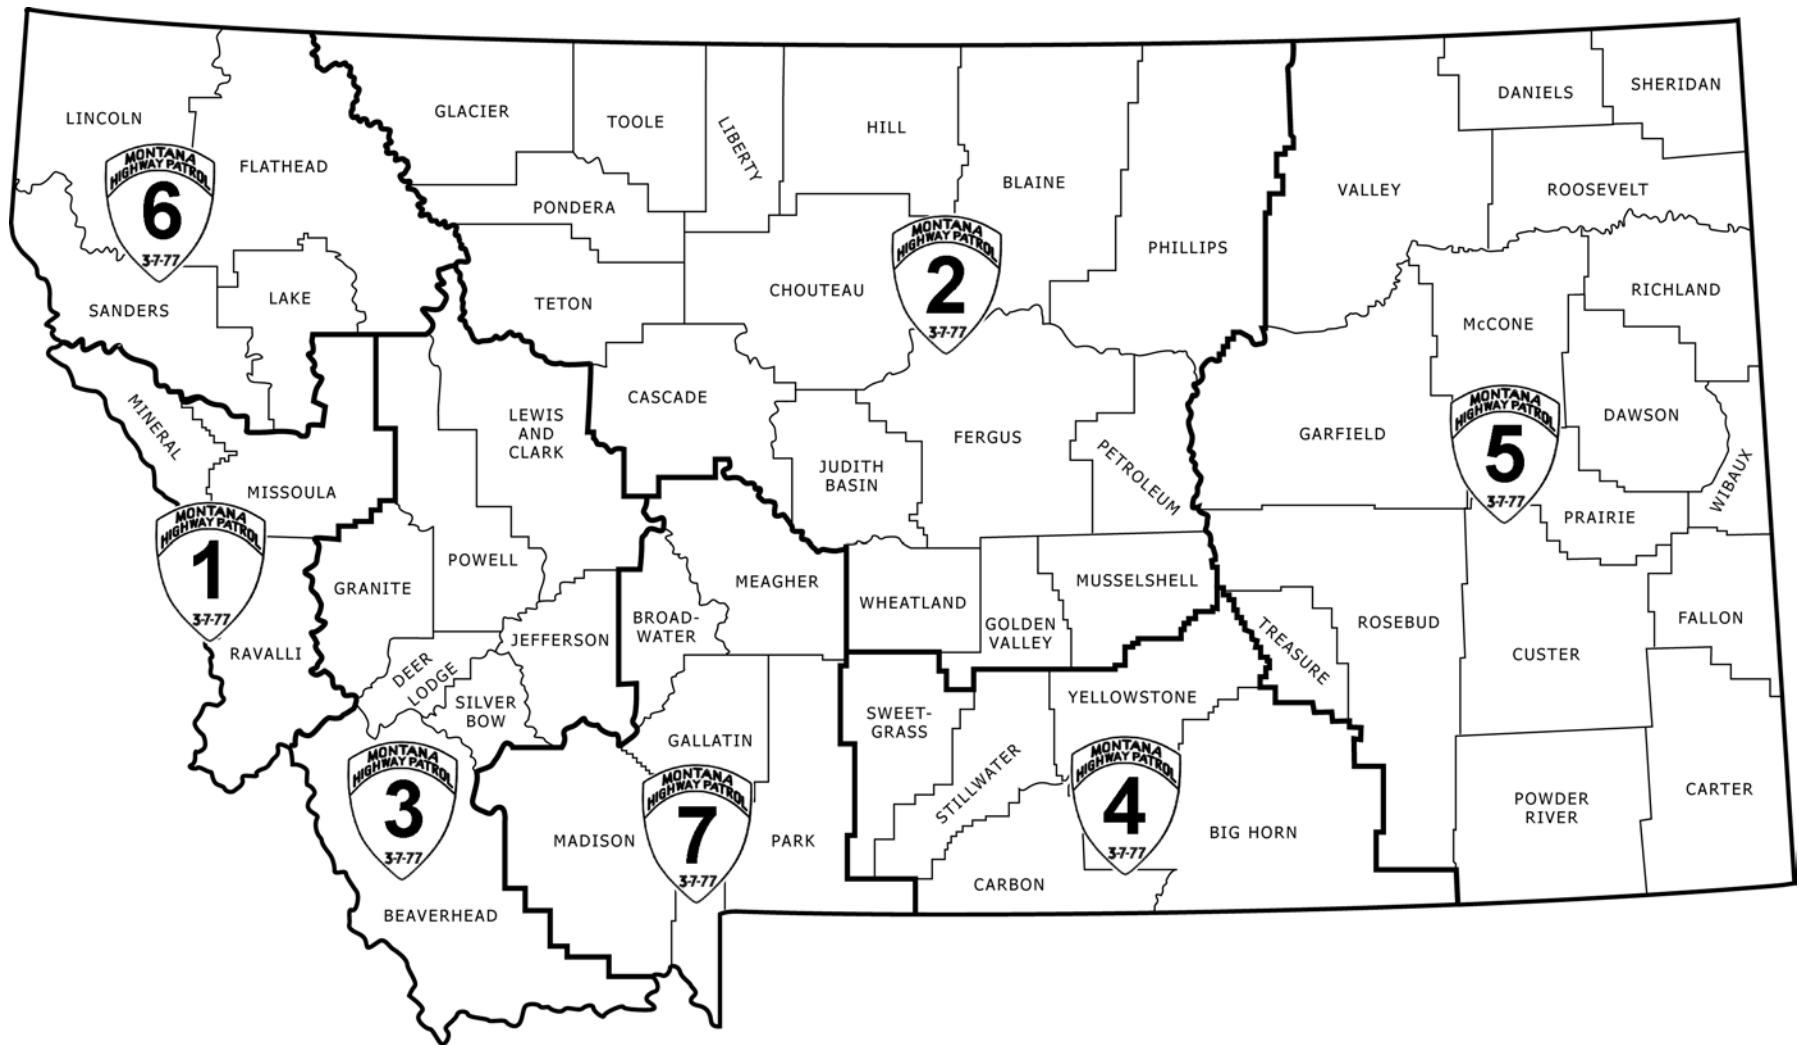 LINCOLN
FLATHEAD
GLACIER
TOOLE
LIBERTY
HILL
BLAINE
PHILLIPS
VALLEY
DANIELS
SHERIDAN
ROOSEVELT
MONTANA
HIGHWAY PATROL
6
3-7-77
PONDERA
SANDERS
LAKE
TETON
CHOUTEAU
MONTANA
HIGHWAY PATROL
2
3-7-77
McCONE
RICHLAND
MINERAL
MISSOULA
LEWIS
AND
CLARK
CASCADE
JUDITH
BASIN
FERGUS
PETROLEUM
GARFIELD
MONTANA
HIGHWAY PATROL
5
3-7-77
DAWSON
WIBAUX
PRAIRIE
MONTANA
HIGHWAY PATROL
1
3-7-77
RAVALLI
GRANITE
POWELL
JEFFERSON
BROAD-
WATER
MEAGHER
WHEATLAND
GOLDEN
VALLEY
MUSSELSHELL
TREASURE
ROSEBUD
CUSTER
FALLON
DEER
LODGE
SILVER
BOW
GALLATIN
SWEET-
GRASS
STILLWATER
YELLOWSTONE
MONTANA
HIGHWAY PATROL
3
3-7-77
MADISON
MONTANA
HIGHWAY PATROL
7
3-7-77
PARK
MONTANA
HIGHWAY PATROL
4
3-7-77
BIG HORN
POWDER
RIVER
CARTER
CARBON
BEAVERHEAD